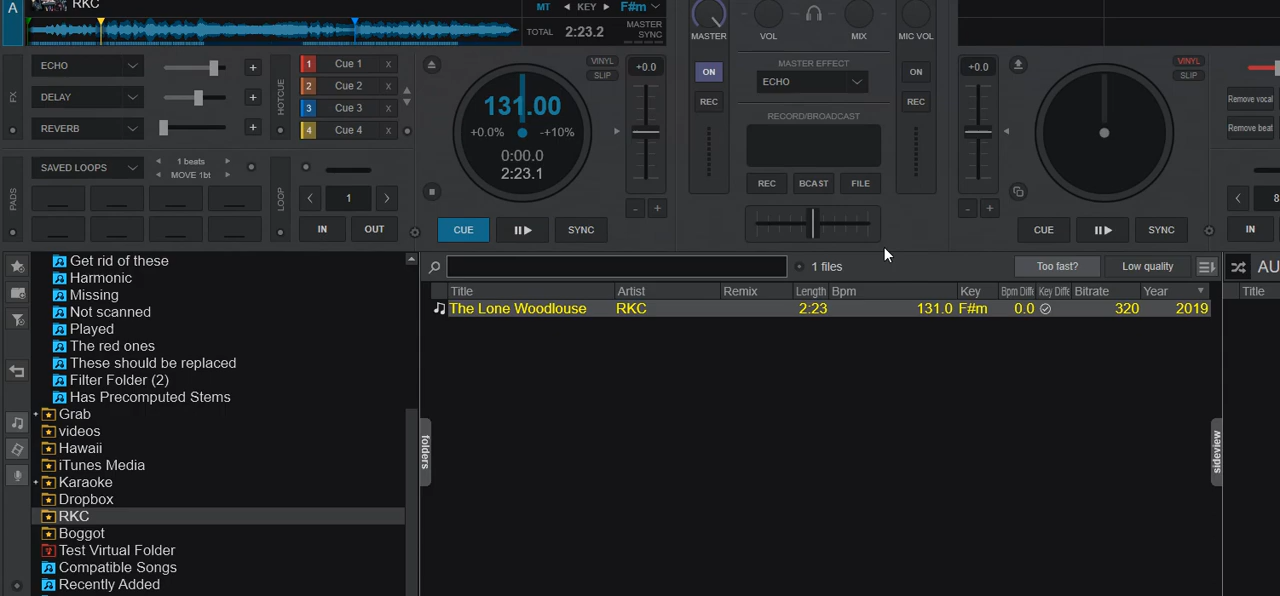 A RKC
MT KEY F#m
TOTAL 2:23.2 MASTER SYNC
MASTER VOL MIX MIC VOL
FX ECHO +
DELAY +
REVERB +
HOTCUE
1 Cue 1 x
2 Cue 2 x
3 Cue 3 x
4 Cue 4 x
VINYL
SLIP
131.00
+0.0% -+10%
0:00.0
2:23.1
+0.0
- +
ON
REC
MASTER EFFECT
ECHO
RECORD/BROADCAST
REC BCAST FILE
ON
REC
+0.0
- +
VINYL
SLIP
Remove vocal
Remove beat
PADS SAVED LOOPS 1 beats
MOVE 1bt
LOOP < 1 >
IN OUT
CUE SYNC
CUE SYNC
< 8
IN
Get rid of these
Harmonic
Missing
Not scanned
Played
The red ones
These should be replaced
Filter Folder (2)
Has Precomputed Stems
Grab
videos
Hawaii
iTunes Media
Karaoke
Dropbox
RKC
Boggot
Test Virtual Folder
Compatible Songs
Recently Added
folders
1 files Too fast? Low quality AU
Title Artist Remix Length Bpm Key Bpm Diffe Key Diffe Bitrate Year Title
The Lone Woodlouse RKC 2:23 131.0 F#m 0.0 320 2019
sideview